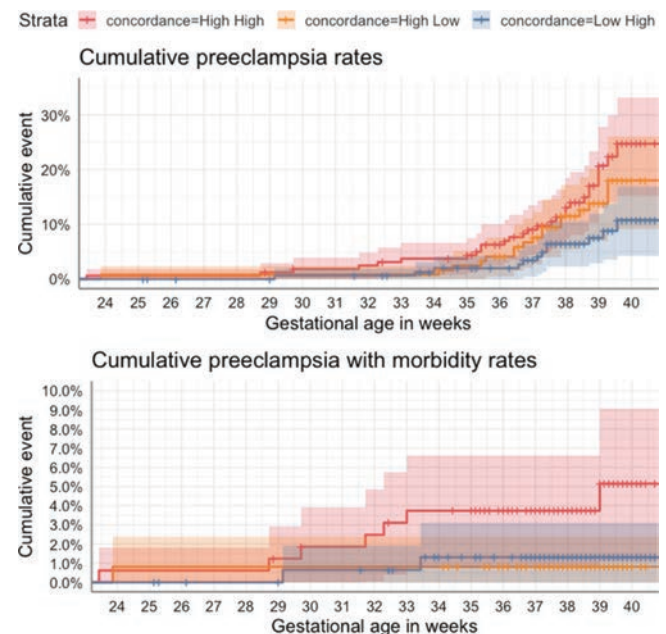 Strata concordance=High High concordance=High Low concordance=Low High
Cumulative preeclampsia rates
Cumulative event
30%
20%
10%
0%
24 25 26 27 28 29 30 31 32 33 34 35 36 37 38 39 40
Gestational age in weeks
Cumulative preeclampsia with morbidity rates
Cumulative event
10.0%
9.0%
8.0%
7.0%
6.0%
5.0%
4.0%
3.0%
2.0%
1.0%
0.0%
24 25 26 27 28 29 30 31 32 33 34 35 36 37 38 39 40
Gestational age in weeks